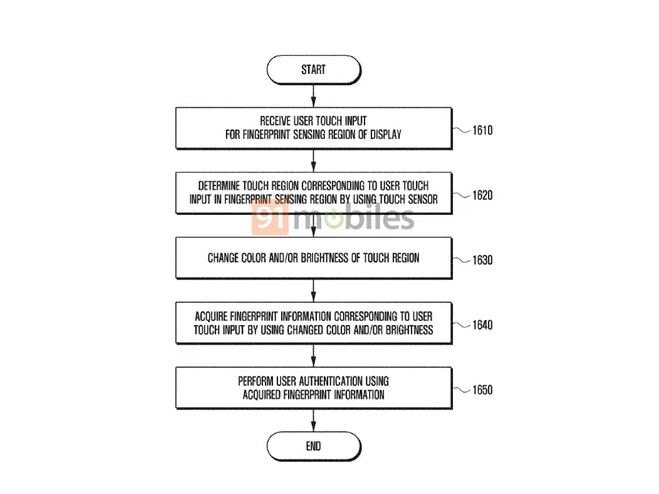 START
RECEIVE USER TOUCH INPUT
FOR FINGERPRINT SENSING REGION OF DISPLAY
1610
DETERMINE TOUCH REGION CORRESPONDING TO USER TOUCH
INPUT IN FINGERPRINT SENSING REGION BY USING TOUCH SENSOR
1620
91mobiles
CHANGE COLOR AND/OR BRIGHTNESS OF TOUCH REGION
1630
ACQUIRE FINGERPRINT INFORMATION CORRESPONDING TO USER
TOUCH INPUT BY USING CHANGED COLOR AND/OR BRIGHTNESS
1640
PERFORM USER AUTHENTICATION USING
ACQUIRED FINGERPRINT INFORMATION
1650
END